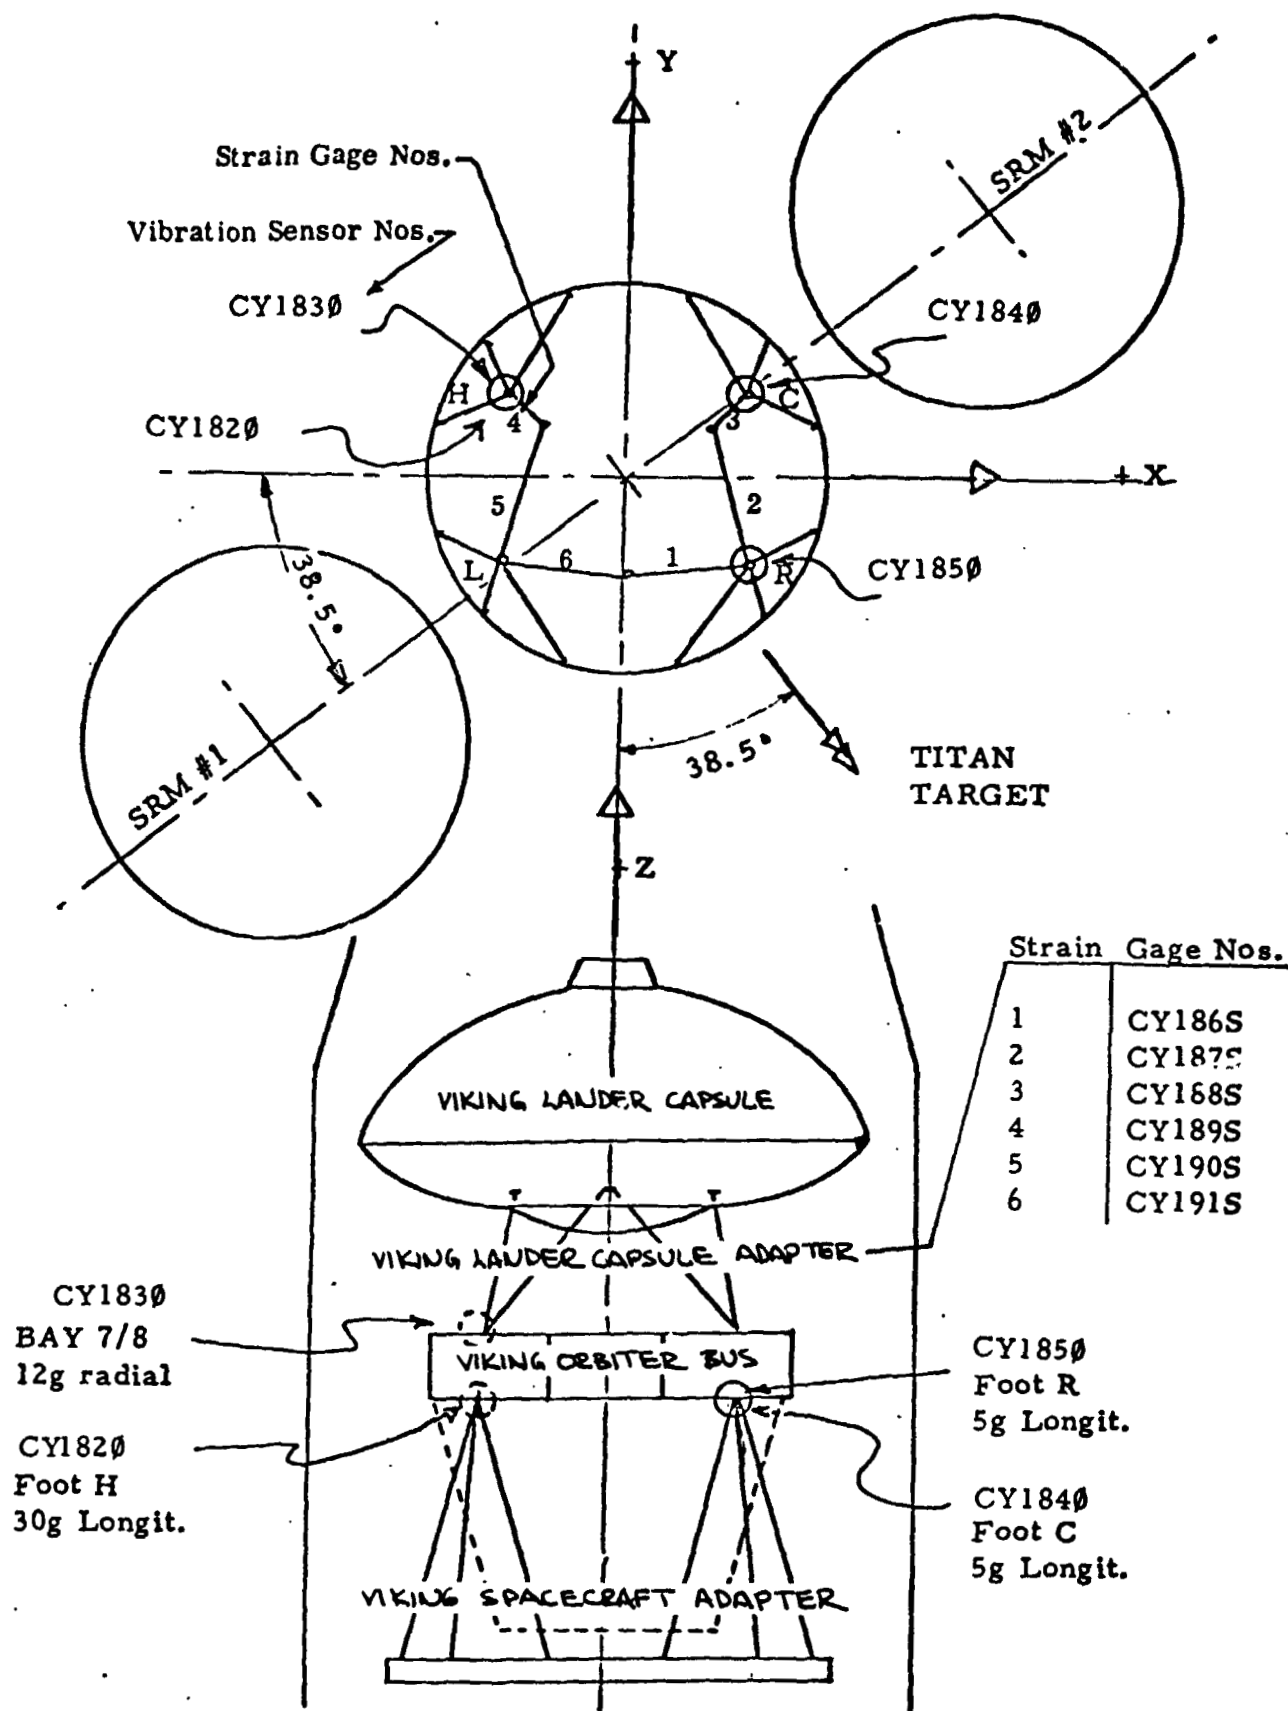 + Y
SRM #2
Strain Gage Nos.
Vibration Sensor Nos.
CY183Ø
CY184Ø
H
C
4
3
CY182Ø
+ X
5
2
38.5°
6
1
L
R
CY185Ø
SRM #1
38.5°
TITAN
TARGET
+ Z
Strain Gage Nos.
1 CY186S
2 CY187S
3 CY188S
4 CY189S
5 CY190S
6 CY191S
VIKING LANDER CAPSULE
VIKING LANDER CAPSULE ADAPTER
CY183Ø
BAY 7/8
12g radial
VIKING ORBITER BUS
CY185Ø
Foot R
5g Longit.
CY182Ø
Foot H
30g Longit.
CY184Ø
Foot C
5g Longit.
VIKING SPACECRAFT ADAPTER